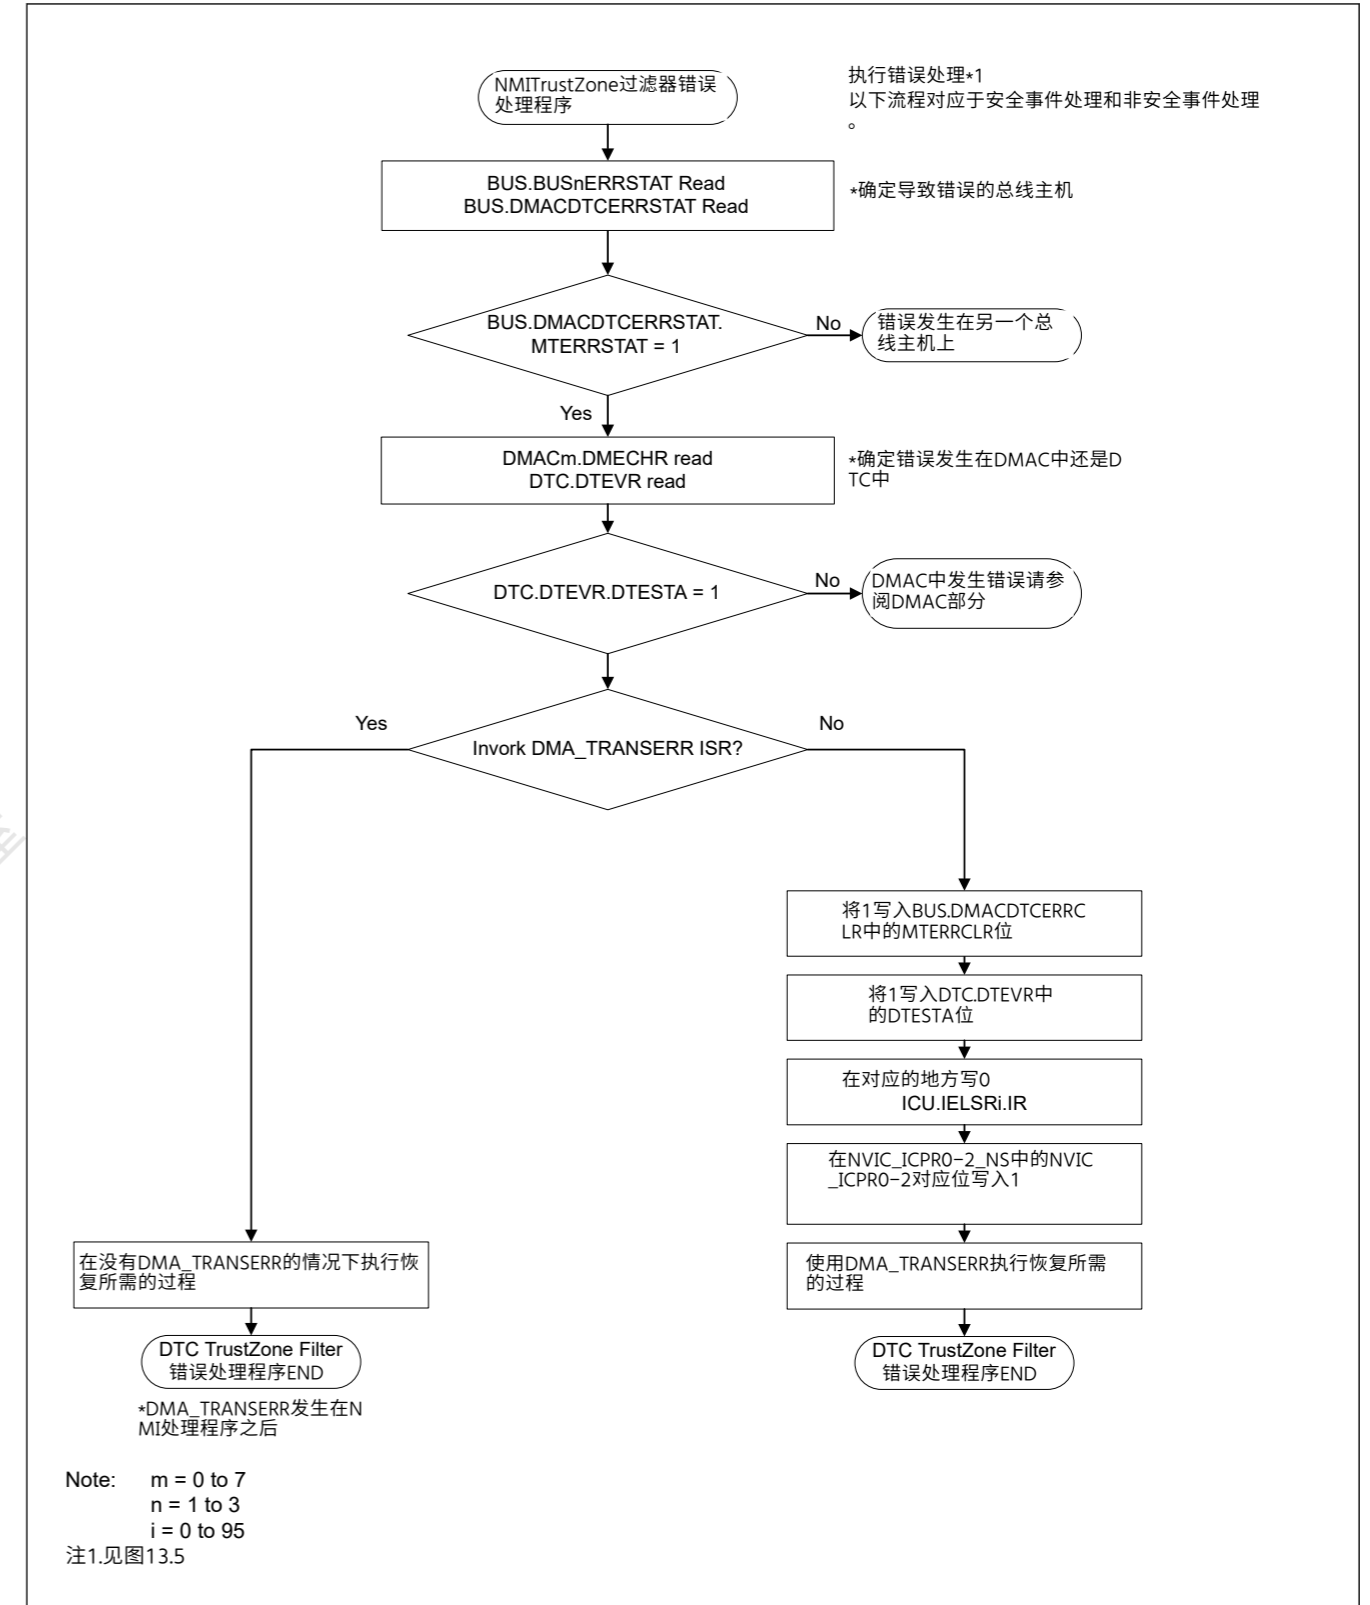 NMITrustZone过滤器错误
处理程序
执行错误处理*1
以下流程对应于安全事件处理和非安全事件处理
。
BUS.BUSnERRSTAT Read
BUS.DMACDTCERRSTAT Read
*确定导致错误的总线主机
BUS.DMACDTCERRSTAT.
MTERRSTAT = 1
No
错误发生在另一个总
线主机上
Yes
DMACm.DMECHR read
DTC.DTEVR read
*确定错误发生在DMAC中还是D
TC中
DTC.DTEVR.DTESTA = 1
No
DMAC中发生错误请参
阅DMAC部分
Yes
Invork DMA_TRANSERR ISR?
No
将1写入BUS.DMACDTCERRC
LR中的MTERRCLR位
将1写入DTC.DTEVR中
的DTESTA位
在对应的地方写0
ICU.IELSRi.IR
在NVIC_ICPR0-2_NS中的NVIC
_ICPR0-2对应位写入1
在没有DMA_TRANSERR的情况下执行恢
复所需的过程
使用DMA_TRANSERR执行恢复所需
的过程
DTC TrustZone Filter
错误处理程序END
DTC TrustZone Filter
错误处理程序END
*DMA_TRANSERR发生在N
MI处理程序之后
Note: m = 0 to 7
n = 1 to 3
i = 0 to 95
注1.见图13.5